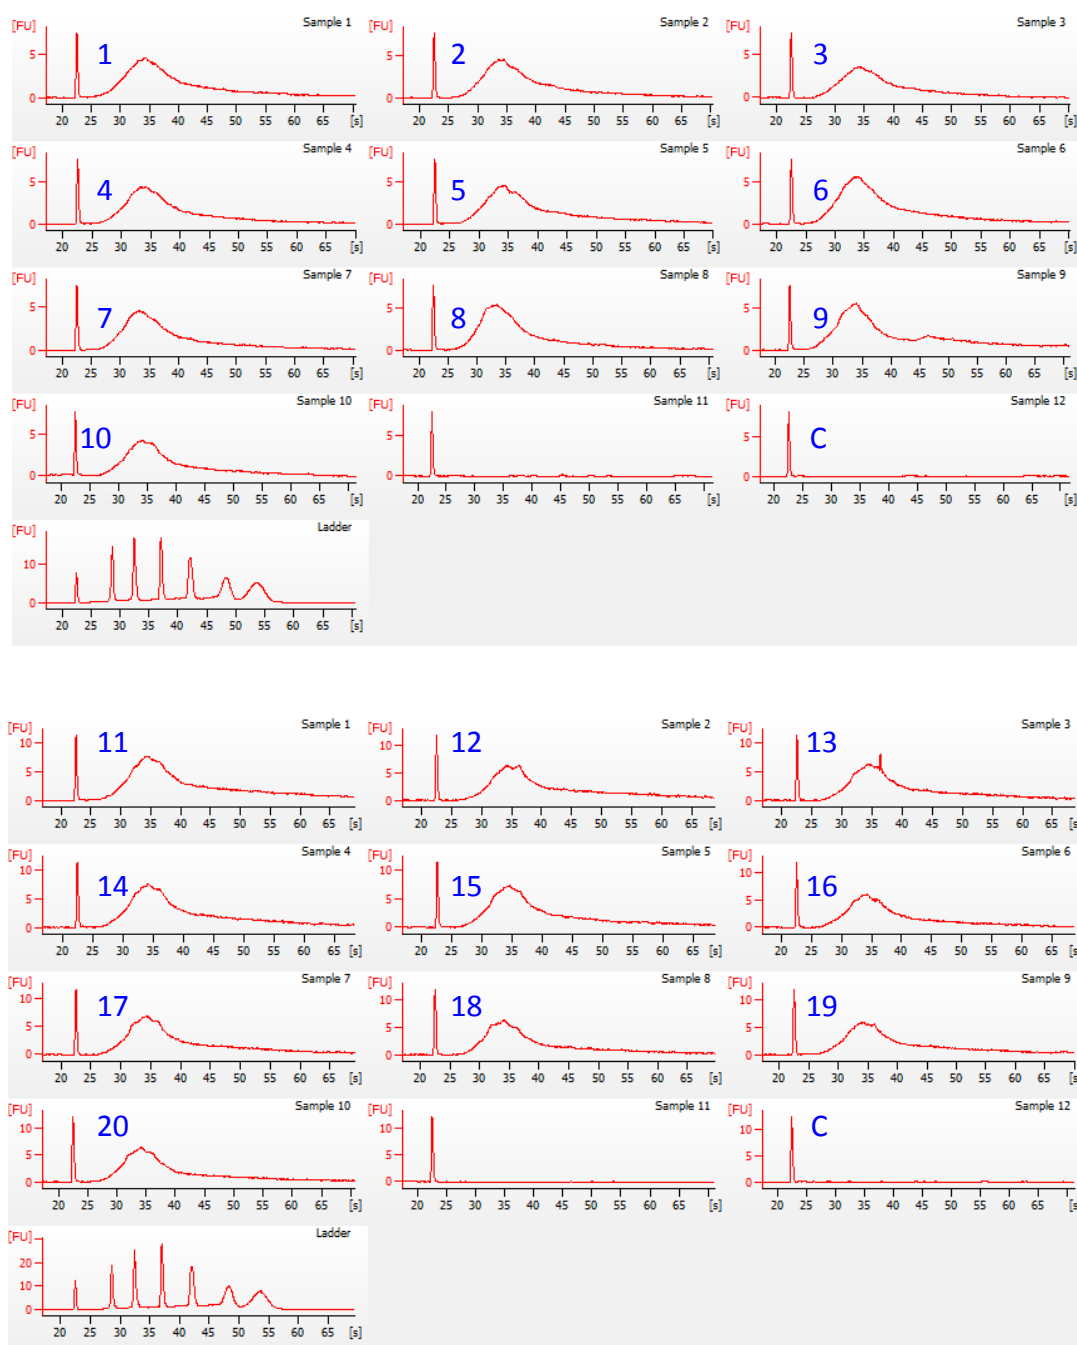 [FU] Sample 1
1
5
0
20 25 30 35 40 45 50 55 60 65 [s]
[FU] Sample 2
2
5
0
20 25 30 35 40 45 50 55 60 65 [s]
[FU] Sample 3
3
5
0
20 25 30 35 40 45 50 55 60 65 [s]
[FU] Sample 4
4
5
0
20 25 30 35 40 45 50 55 60 65 [s]
[FU] Sample 5
5
5
0
20 25 30 35 40 45 50 55 60 65 [s]
[FU] Sample 6
6
5
0
20 25 30 35 40 45 50 55 60 65 [s]
[FU] Sample 7
7
5
0
20 25 30 35 40 45 50 55 60 65 [s]
[FU] Sample 8
8
5
0
20 25 30 35 40 45 50 55 60 65 [s]
[FU] Sample 9
9
5
0
20 25 30 35 40 45 50 55 60 65 [s]
[FU] Sample 10
10
5
0
20 25 30 35 40 45 50 55 60 65 [s]
[FU] Sample 11
5
0
20 25 30 35 40 45 50 55 60 65 [s]
[FU] Sample 12
C
5
0
20 25 30 35 40 45 50 55 60 65 [s]
[FU] Ladder
10
0
20 25 30 35 40 45 50 55 60 65 [s]
[FU] Sample 1
11
10
5
0
20 25 30 35 40 45 50 55 60 65 [s]
[FU] Sample 2
12
10
5
0
20 25 30 35 40 45 50 55 60 65 [s]
[FU] Sample 3
13
10
5
0
20 25 30 35 40 45 50 55 60 65 [s]
[FU] Sample 4
14
10
5
0
20 25 30 35 40 45 50 55 60 65 [s]
[FU] Sample 5
15
10
5
0
20 25 30 35 40 45 50 55 60 65 [s]
[FU] Sample 6
16
10
5
0
20 25 30 35 40 45 50 55 60 65 [s]
[FU] Sample 7
17
10
5
0
20 25 30 35 40 45 50 55 60 65 [s]
[FU] Sample 8
18
10
5
0
20 25 30 35 40 45 50 55 60 65 [s]
[FU] Sample 9
19
10
5
0
20 25 30 35 40 45 50 55 60 65 [s]
[FU] Sample 10
20
10
5
0
20 25 30 35 40 45 50 55 60 65 [s]
[FU] Sample 11
10
5
0
20 25 30 35 40 45 50 55 60 65 [s]
[FU] Sample 12
C
10
5
0
20 25 30 35 40 45 50 55 60 65 [s]
[FU] Ladder
20
10
0
20 25 30 35 40 45 50 55 60 65 [s]